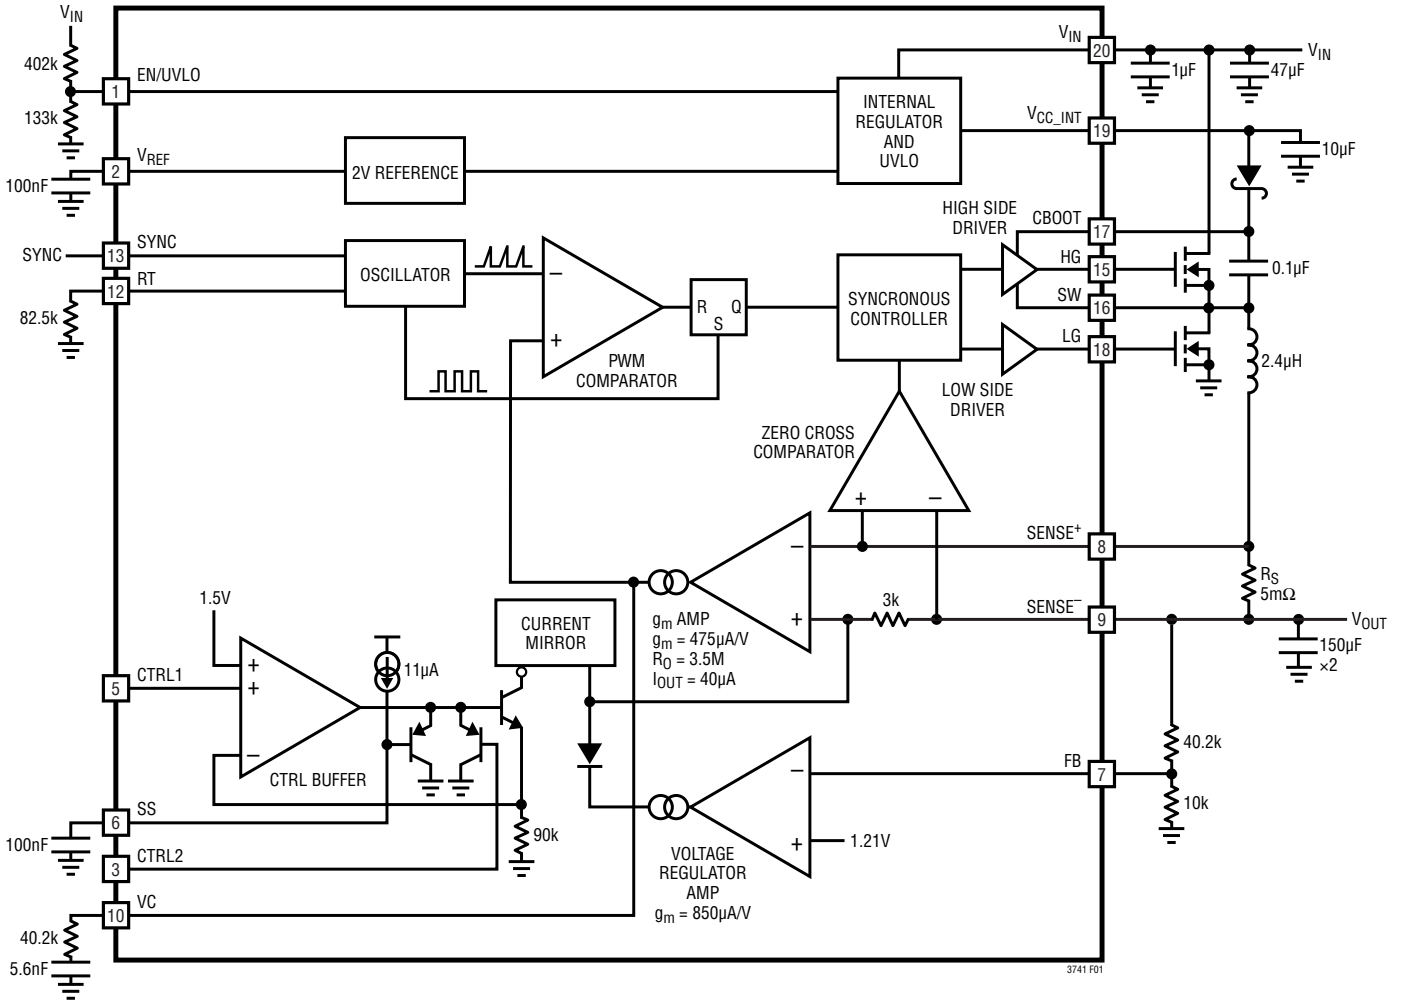 VIN
402k
133k
1
EN/UVLO
VIN
20
VIN
1µF
47µF
INTERNAL
REGULATOR
AND
UVLO
VCC_INT
19
10µF
2
VREF
100nF
2V REFERENCE
SYNC
13
SYNC
12
RT
82.5k
OSCILLATOR
−
+
PWM
COMPARATOR
R
Q
S
SYNCRONOUS
CONTROLLER
HIGH SIDE
DRIVER
CBOOT
17
HG
15
SW
16
LG
18
0.1µF
2.4µH
LOW SIDE
DRIVER
ZERO CROSS
COMPARATOR
+
−
SENSE+
8
RS
5mΩ
−
+
3k
SENSE−
9
VOUT
150µF
×2
gm AMP
gm = 475µA/V
RO = 3.5M
IOUT = 40µA
1.5V
CURRENT
MIRROR
11µA
5
CTRL1
+
+
−
CTRL BUFFER
6
SS
100nF
90k
3
CTRL2
10
VC
40.2k
5.6nF
FB
7
40.2k
10k
−
+
1.21V
VOLTAGE
REGULATOR
AMP
gm = 850µA/V
3741 F01